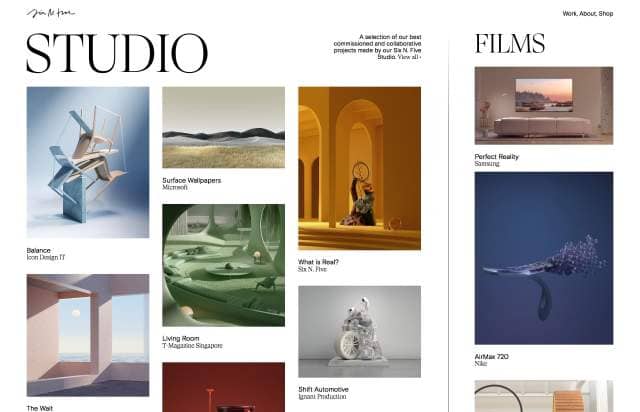 Six N. Five
Work, About, Shop
STUDIO
A selection of our best
commissioned and collaborative
projects made by our Six N. Five
Studio. View all ›
FILMS
Balance
Icon Design IT
Surface Wallpapers
Microsoft
What is Real?
Six N. Five
Perfect Reality
Samsung
Living Room
T-Magazine Singapore
Shift Automotive
Ignant Production
AirMax 720
Nike
The Wait